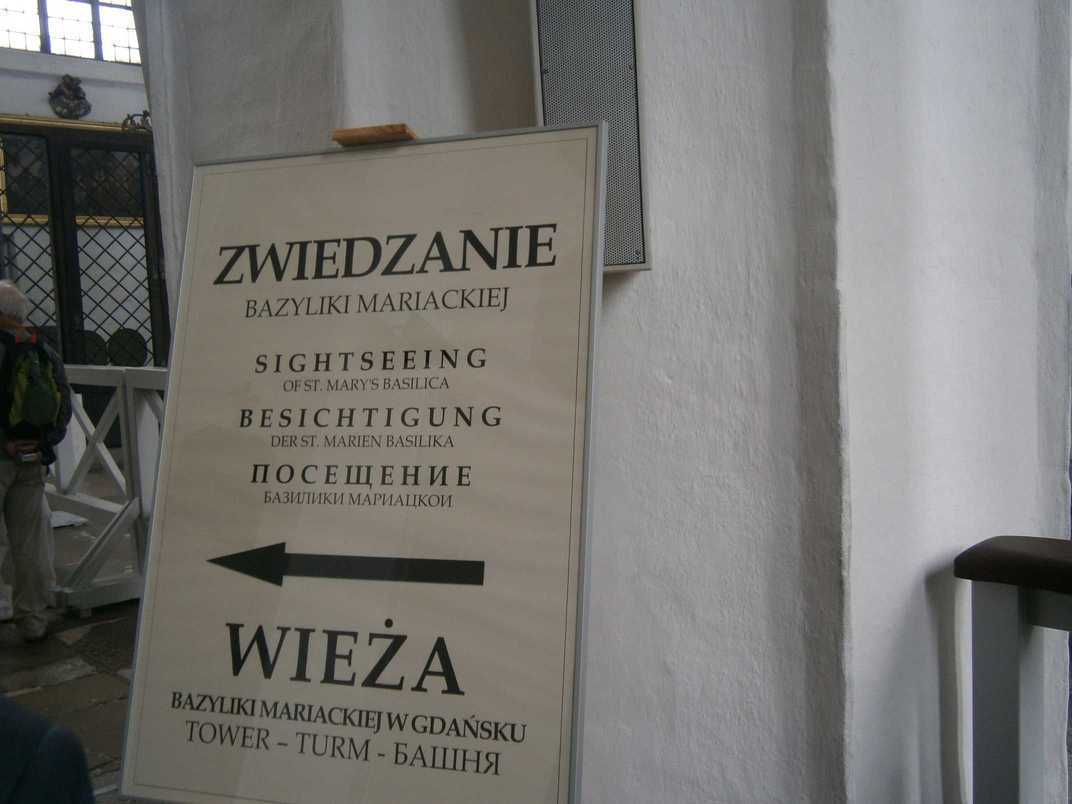 ZWIEDZANIE
BAZYLIKI MARIACKIEJ
SIGHTSEEING
OF ST. MARY'S BASILICA
BESICHTIGUNG
DER ST. MARIEN BASILIKA
ПОСЕЩЕНИЕ
БАЗИЛИКИ МАРИАЦКОИ
WIEŻA
BAZYLIKI MARIACKIEJ W GDAŃSKU
TOWER – TURM - БАШНЯ